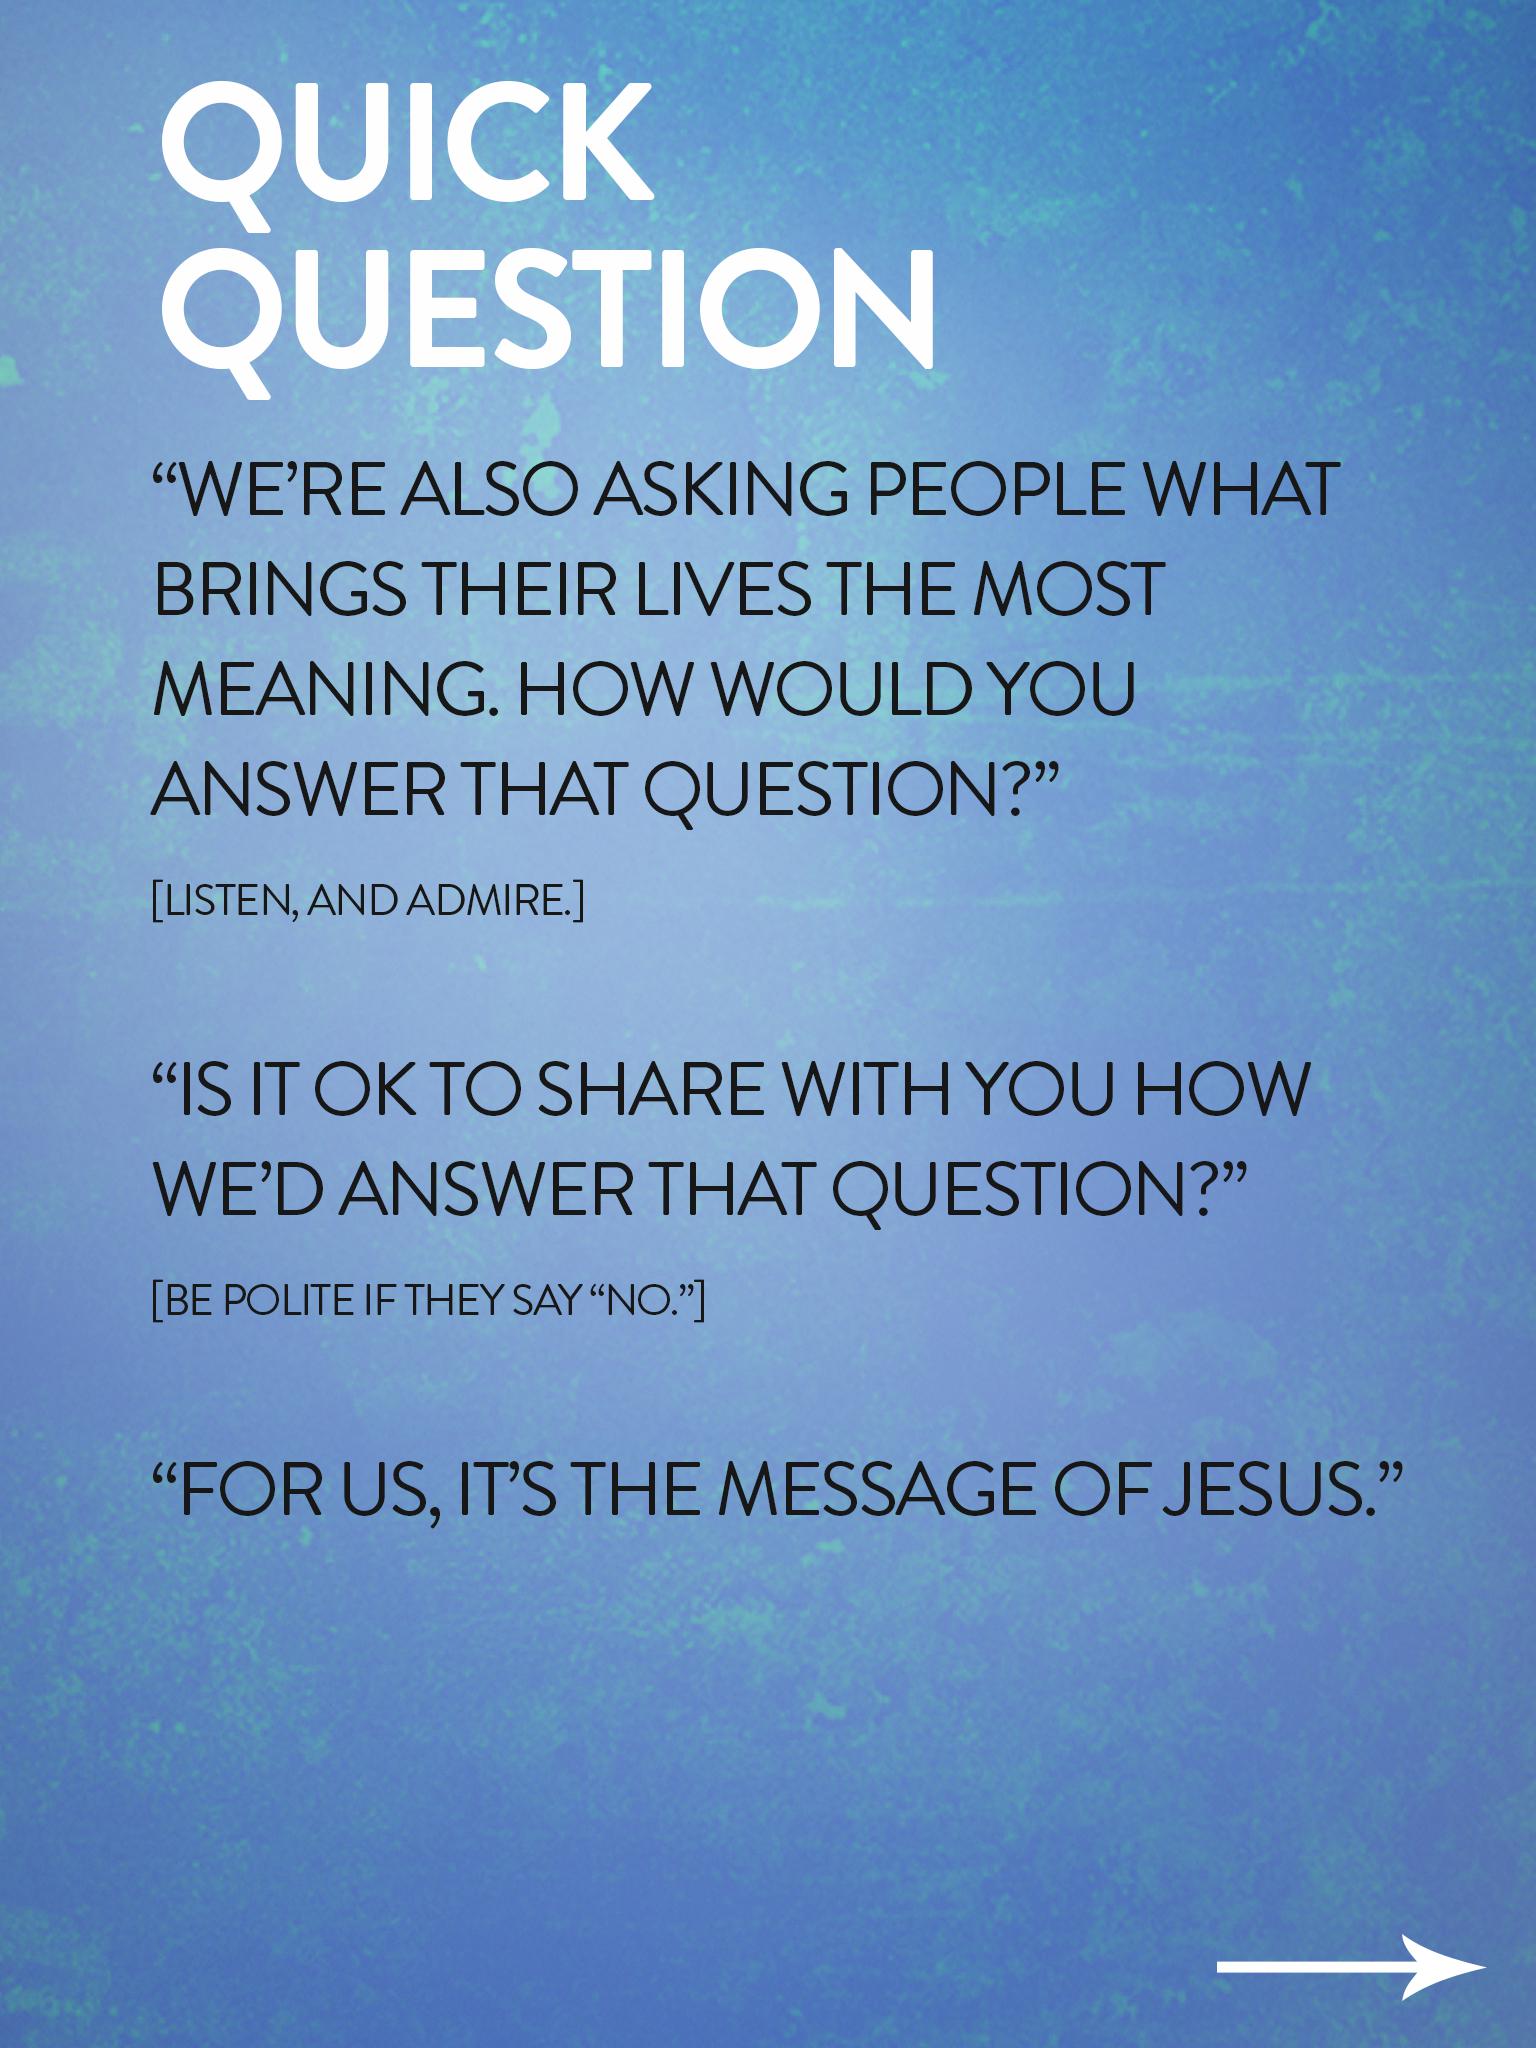 QUICK
QUESTION
“WE’RE ALSO ASKING PEOPLE WHAT
BRINGS THEIR LIVES THE MOST
MEANING. HOW WOULD YOU
ANSWER THAT QUESTION?”
[LISTEN, AND ADMIRE.]
“IS IT OK TO SHARE WITH YOU HOW
WE’D ANSWER THAT QUESTION?”
[BE POLITE IF THEY SAY “NO.”]
“FOR US, IT’S THE MESSAGE OF JESUS.”